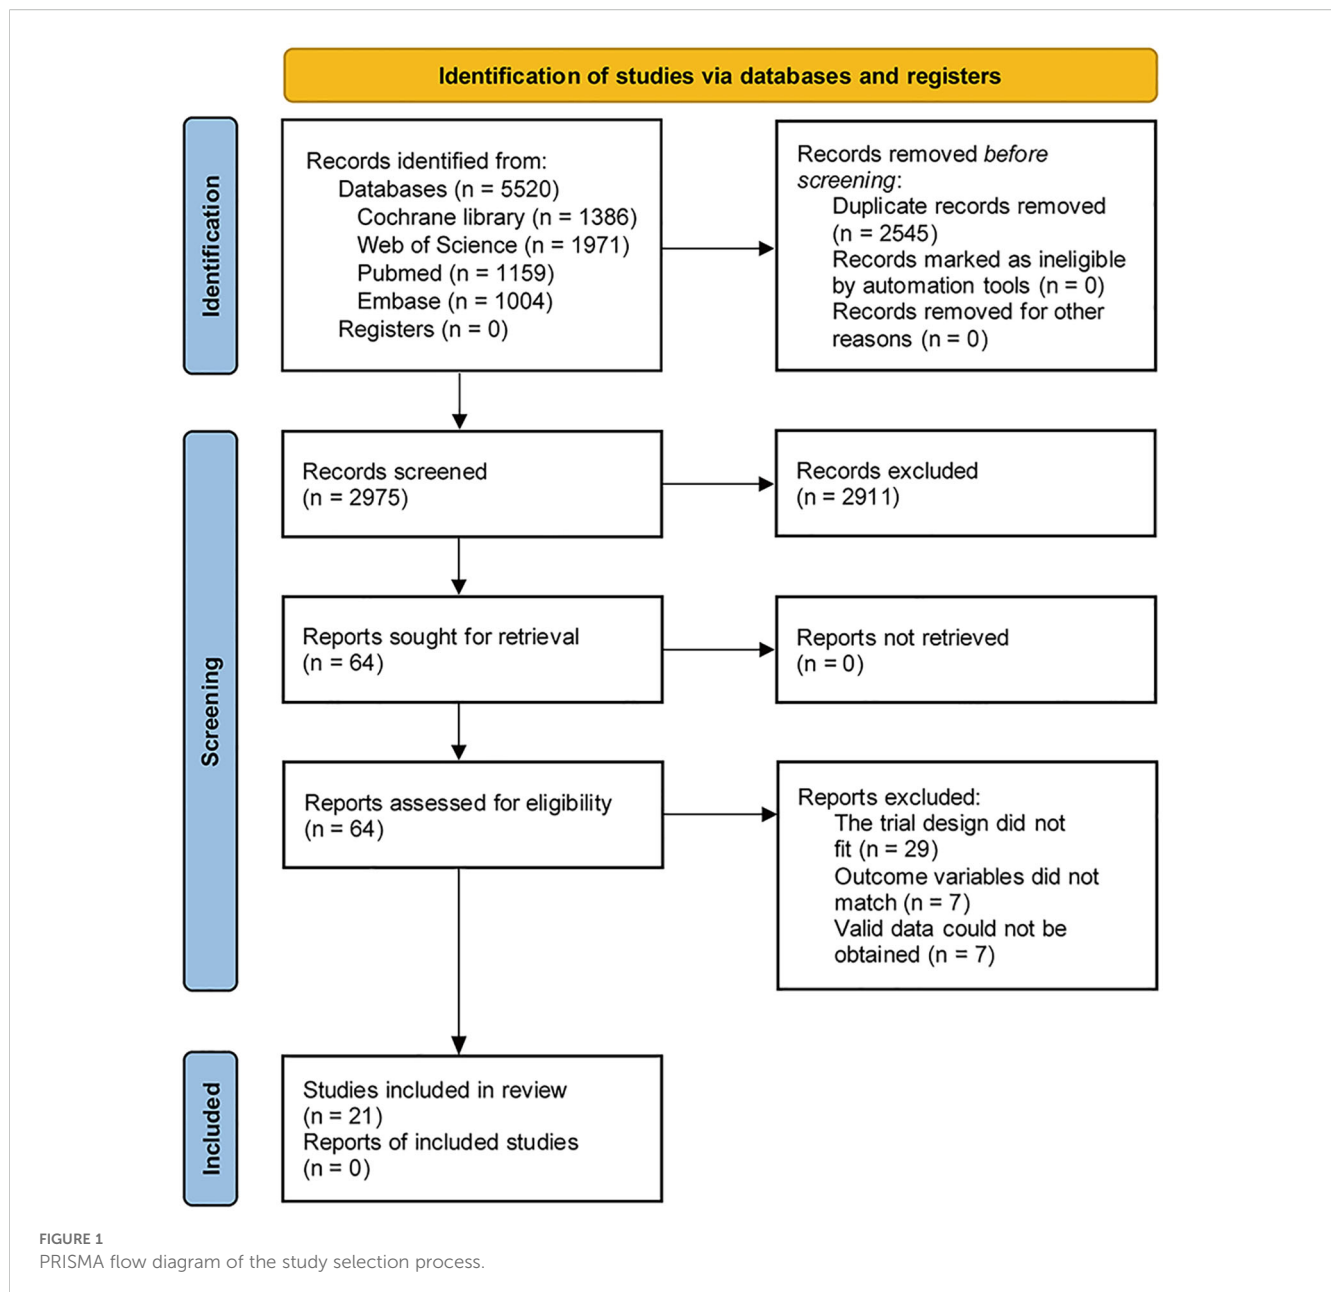 Identification of studies via databases and registers
Identification
Records identified from:
Databases (n = 5520)
Cochrane library (n = 1386)
Web of Science (n = 1971)
Pubmed (n = 1159)
Embase (n = 1004)
Registers (n = 0)
Records removed before
screening:
Duplicate records removed
(n = 2545)
Records marked as ineligible
by automation tools (n = 0)
Records removed for other
reasons (n = 0)
Screening
Records screened
(n = 2975)
Records excluded
(n = 2911)
Reports sought for retrieval
(n = 64)
Reports not retrieved
(n = 0)
Reports assessed for eligibility
(n = 64)
Reports excluded:
The trial design did not
fit (n = 29)
Outcome variables did not
match (n = 7)
Valid data could not be
obtained (n = 7)
Included
Studies included in review
(n = 21)
Reports of included studies
(n = 0)
FIGURE 1
PRISMA flow diagram of the study selection process.